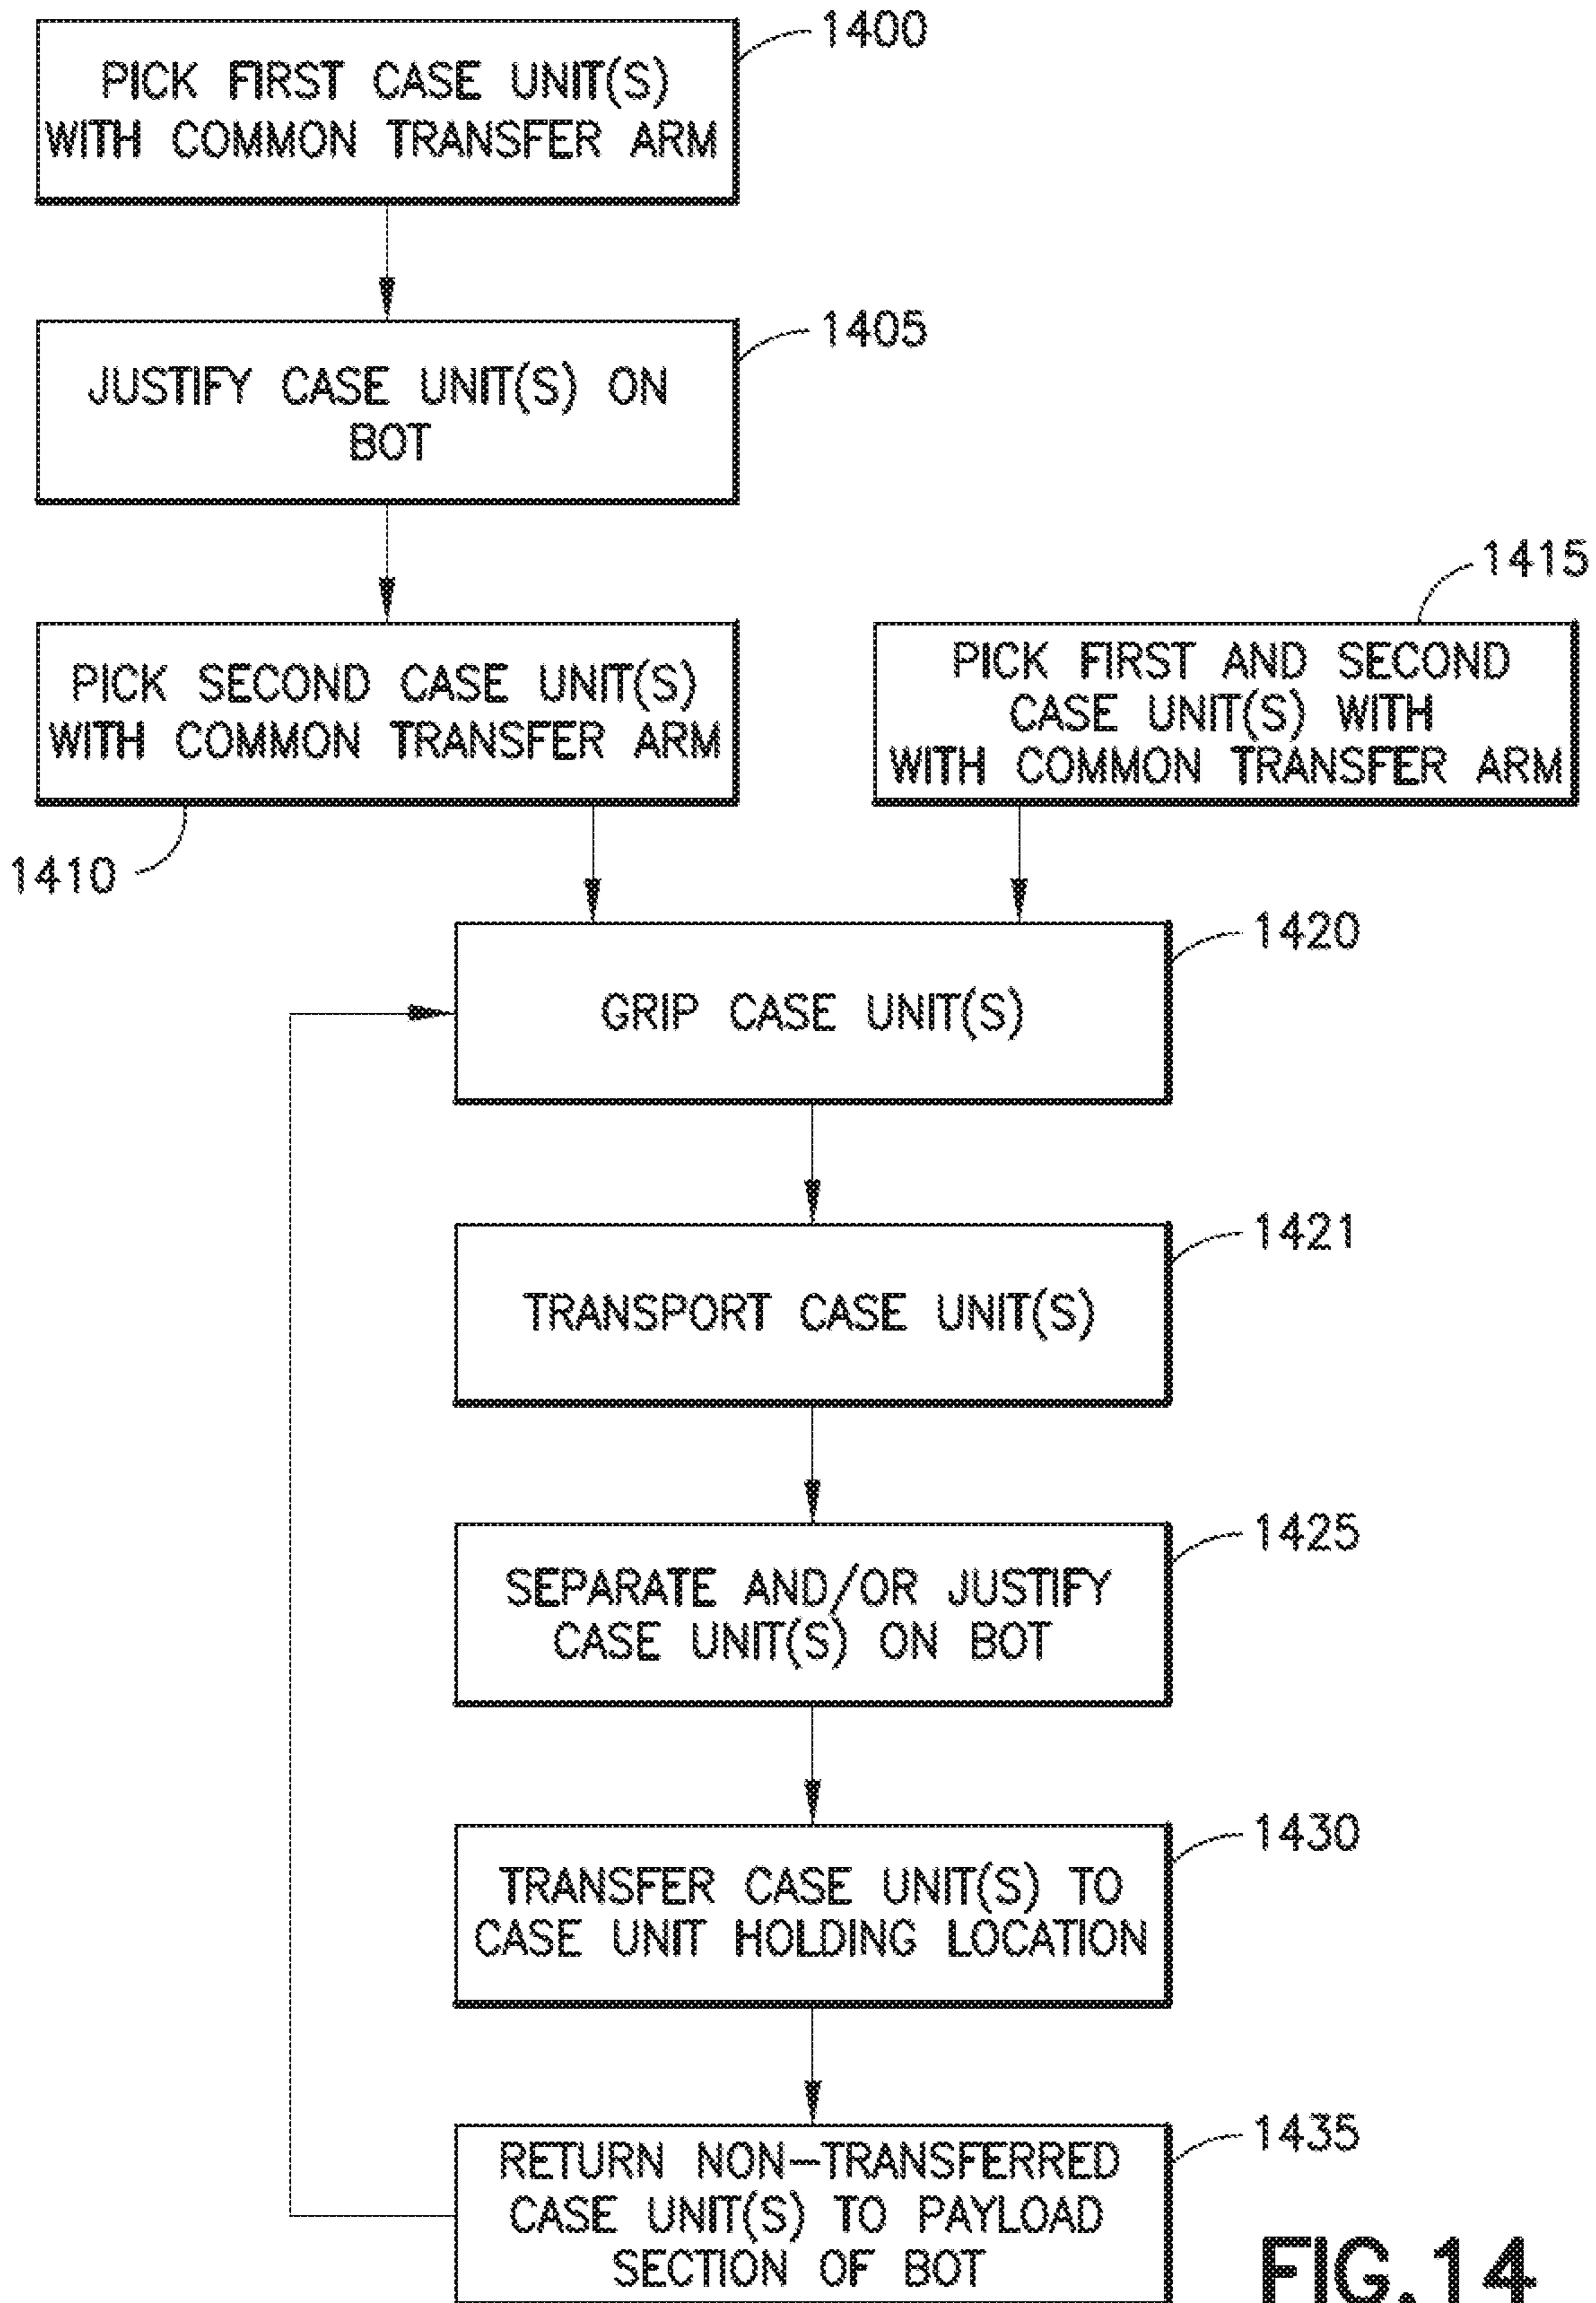 1400
PICK FIRST CASE UNIT(S)
WITH COMMON TRANSFER ARM
1405
JUSTIFY CASE UNIT(S) ON
BOT
1410
PICK SECOND CASE UNIT(S)
WITH COMMON TRANSFER ARM
1415
PICK FIRST AND SECOND
CASE UNIT(S) WITH
WITH COMMON TRANSFER ARM
1420
GRIP CASE UNIT(S)
1421
TRANSPORT CASE UNIT(S)
1425
SEPARATE AND/OR JUSTIFY
CASE UNIT(S) ON BOT
1430
TRANSFER CASE UNIT(S) TO
CASE UNIT HOLDING LOCATION
1435
RETURN NON-TRANSFERRED
CASE UNIT(S) TO PAYLOAD
SECTION OF BOT
FIG.14